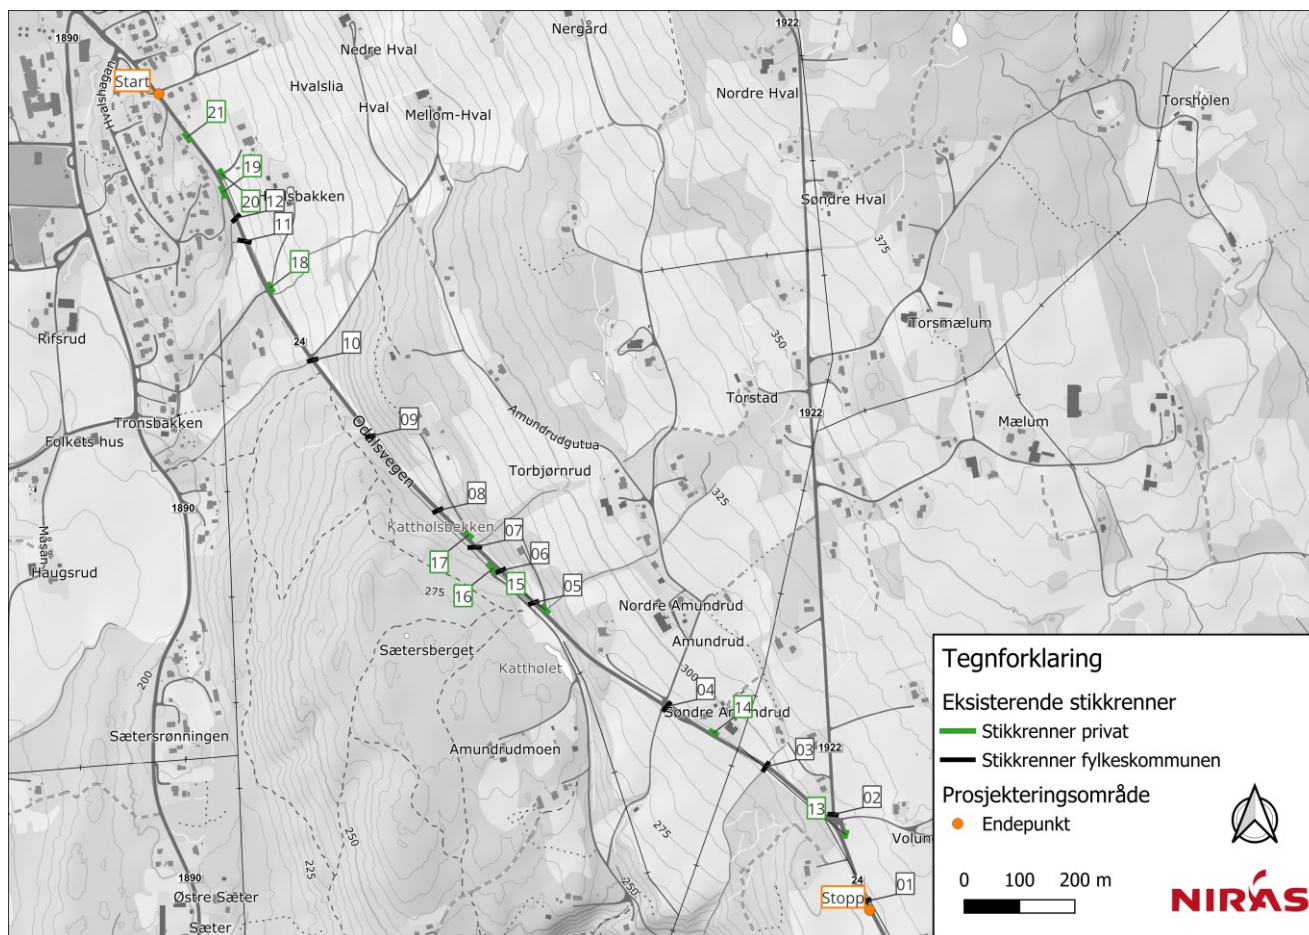 1890
1922
Nergård
Nedre Hval
Start
Hvalshagan
Hvalslia
Nordre Hval
Hval
Mellom-Hval
Torsholen
21
19
20
12
11
Søndre Hval
375
18
Rifsrud
24
10
350
Torsmælum
Torstad
Tronsbakken
Folkets hus
09
Odalsvegen
Amundrudgutua
1922
Mælum
Torbjørnrud
08
325
1890
Katthølsbekken
07
Måsån
Haugsrud
17
06
15
05
275
16
Nordre Amundrud
Sætersberget
Amundrud
Katthølet
200
300
04
14
Søndre Amundrud
Sætersrønningen
Amundrudmoen
03
1922
13
02
275
250
225
1890
Østre Sæter
Sæter
250
24
01
Stopp
Tegnforklaring
Eksisterende stikkrenner
Stikkrenner privat
Stikkrenner fylkeskommunen
Prosjekteringsområde
Endepunkt
0 100 200 m
NIRAS